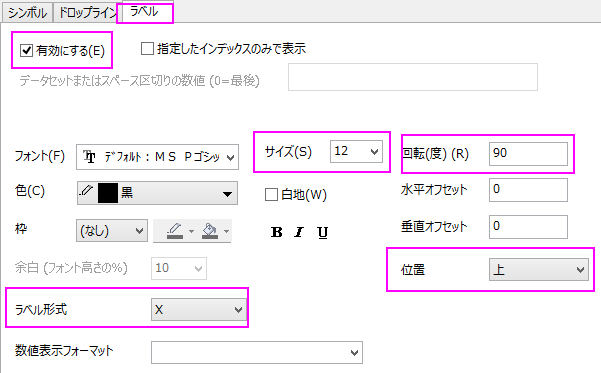 シンボル ドロップライン ラベル
有効にする(E) 指定したインデックスのみで表示
データセットまたはスペース区切りの数値 (0=最後)
フォント(F) デフォルト：ＭＳ Ｐゴシッ サイズ(S) 12 回転(度) (R) 90
色(C) 黒 白地(W) 水平オフセット 0
枠 (なし) B I U 垂直オフセット 0
余白 (フォント高さの%) 10 位置 上
ラベル形式 X
数値表示フォーマット